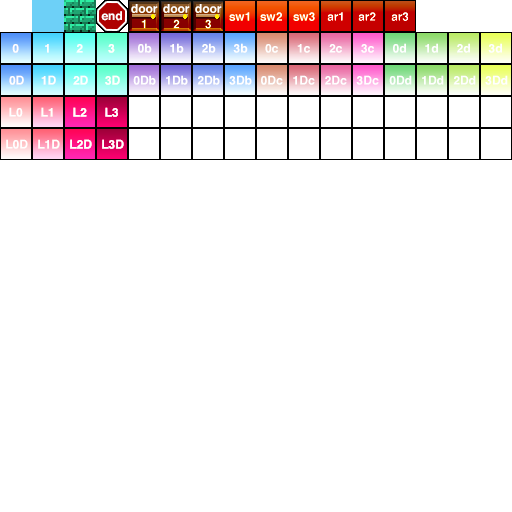 end door 1 door 2 door 3 sw1 sw2 sw3 ar1 ar2 ar3
0 1 2 3 0b 1b 2b 3b 0c 1c 2c 3c 0d 1d 2d 3d
0D 1D 2D 3D 0Db 1Db 2Db 3Db 0Dc 1Dc 2Dc 3Dc 0Dd 1Dd 2Dd 3Dd
L0 L1 L2 L3
L0D L1D L2D L3D